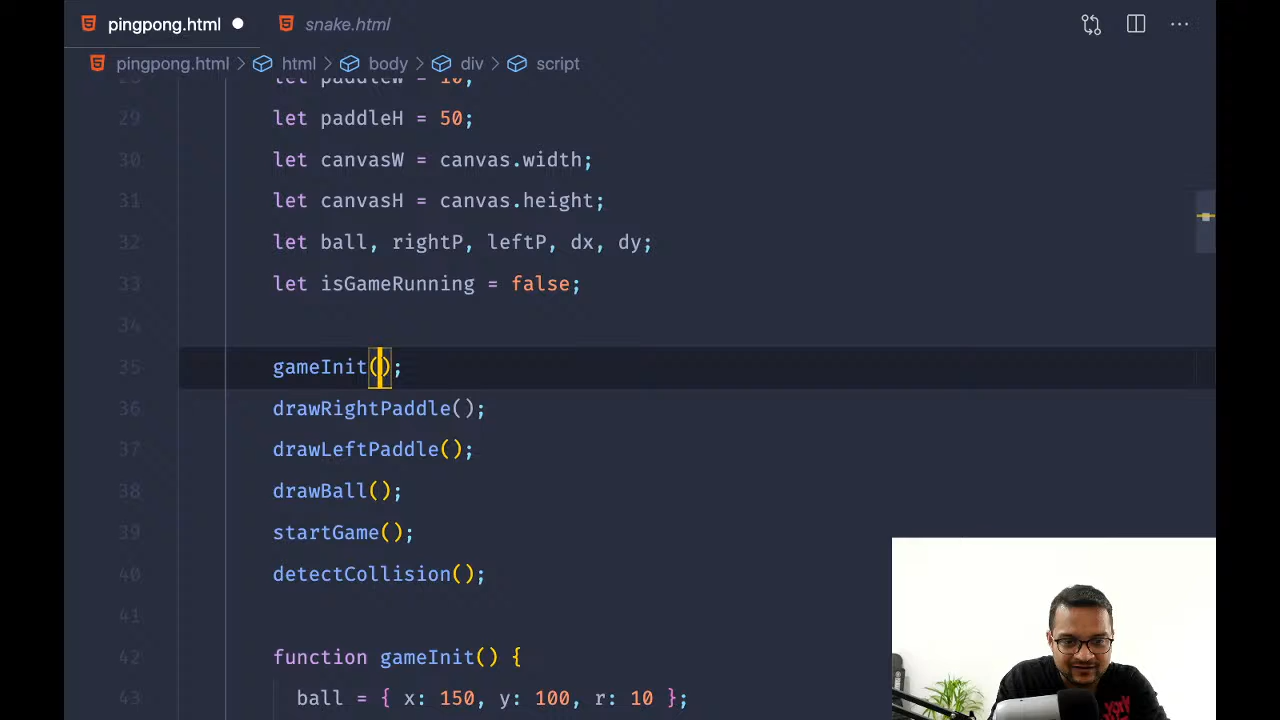 pingpong.html
snake.html
pingpong.html > html > body > div > script
let paddleW = 10;
29 let paddleH = 50;
30 let canvasW = canvas.width;
31 let canvasH = canvas.height;
32 let ball, rightP, leftP, dx, dy;
33 let isGameRunning = false;
34
35 gameInit();
36 drawRightPaddle();
37 drawLeftPaddle();
38 drawBall();
39 startGame();
40 detectCollision();
41
42 function gameInit() {
43 ball = { x: 150, y: 100, r: 10 };